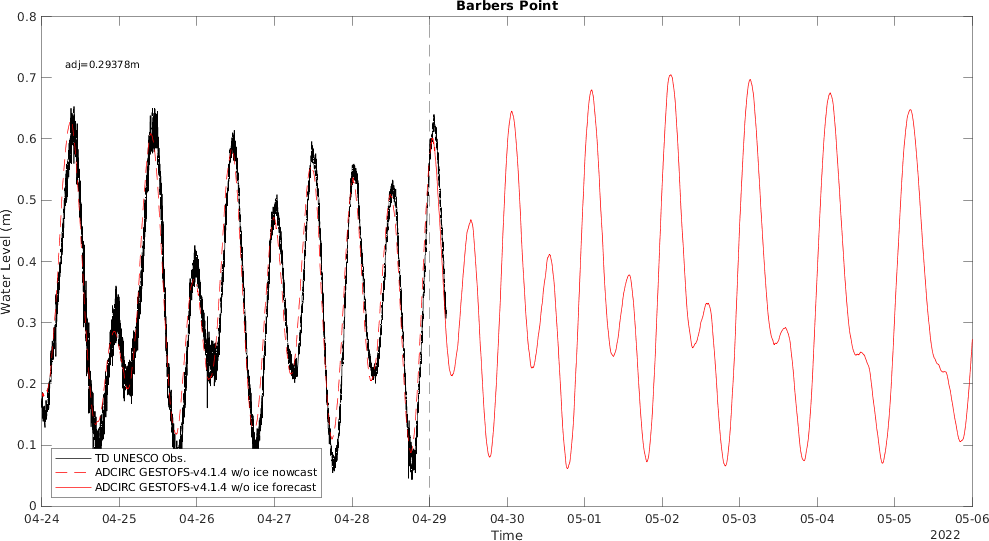 Barbers Point
0.8
0.7
0.6
0.5
0.4
0.3
0.2
0.1
0
Water Level (m)
adj=0.29378m
TD UNESCO Obs.
ADCIRC GESTOFS-v4.1.4 w/o ice nowcast
ADCIRC GESTOFS-v4.1.4 w/o ice forecast
04-24 04-25 04-26 04-27 04-28 04-29 04-30 05-01 05-02 05-03 05-04 05-05 05-06
Time
2022